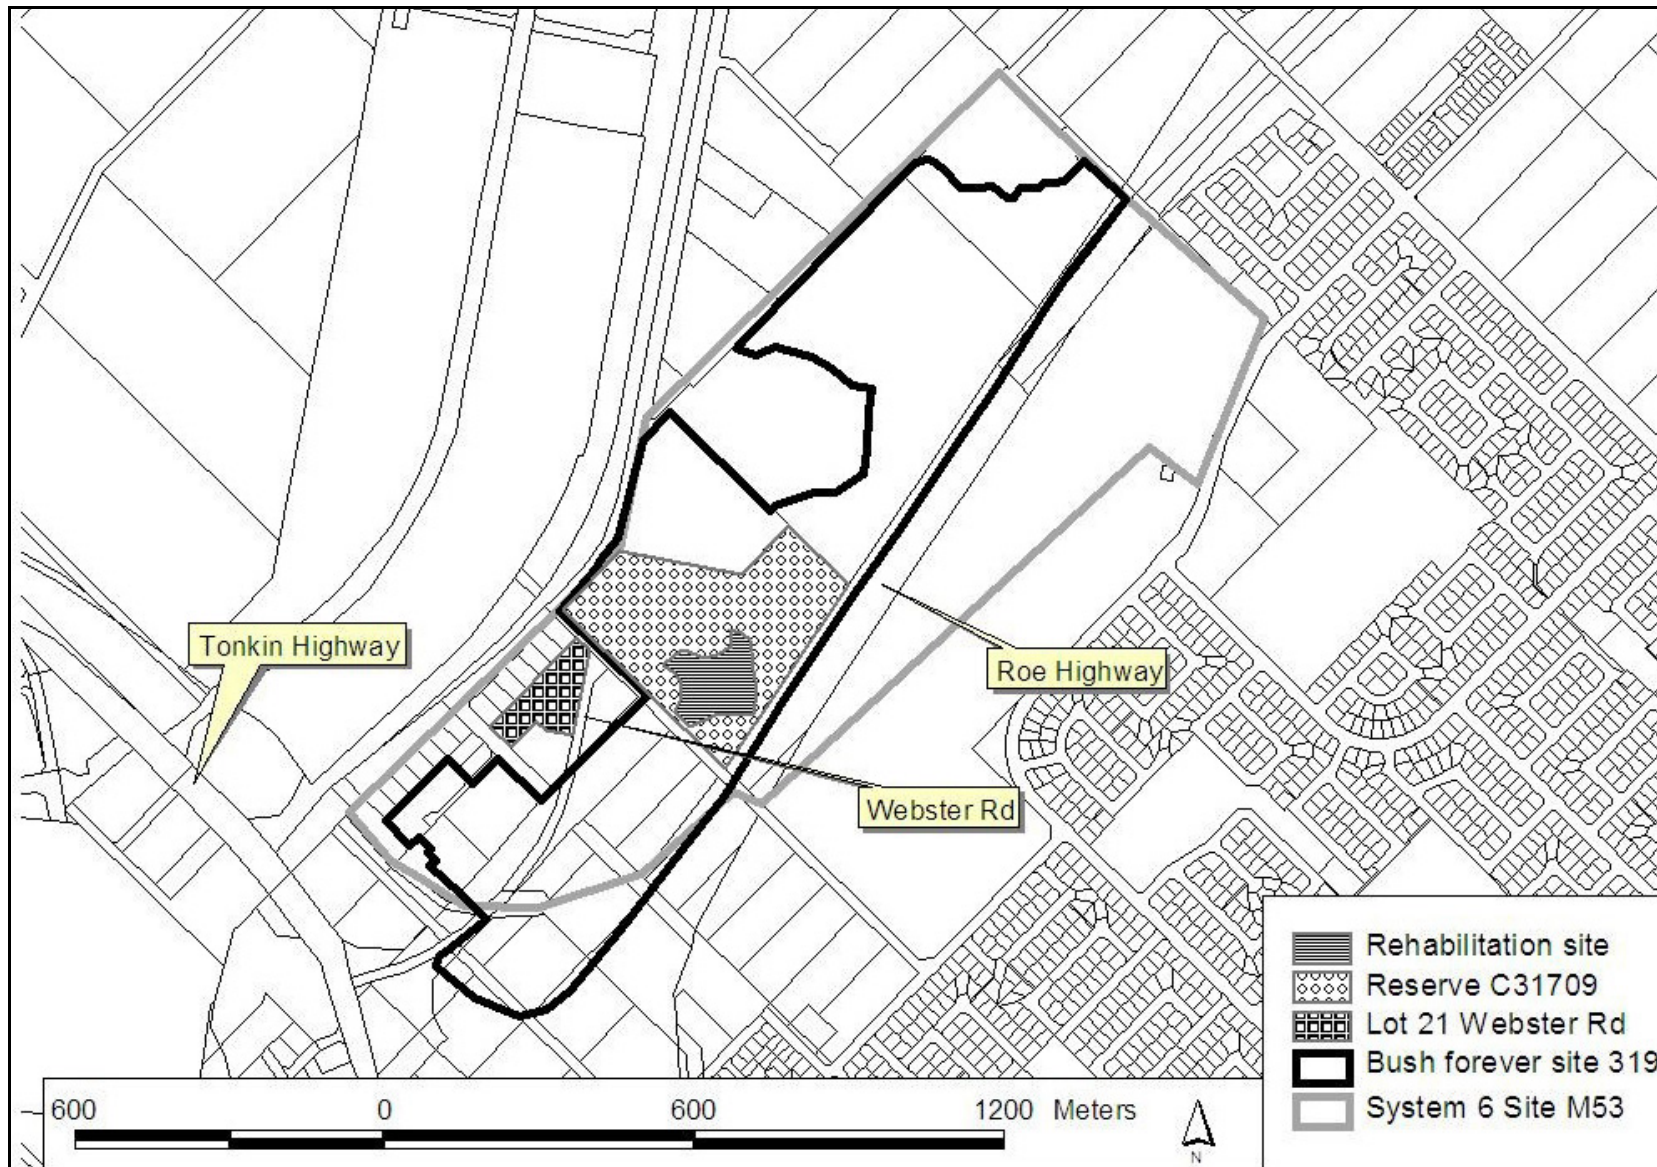 Tonkin Highway
Roe Highway
Webster Rd
Rehabilitation site
Reserve C31709
Lot 21 Webster Rd
Bush forever site 319
System 6 Site M53
600 0 600 1200 Meters
N